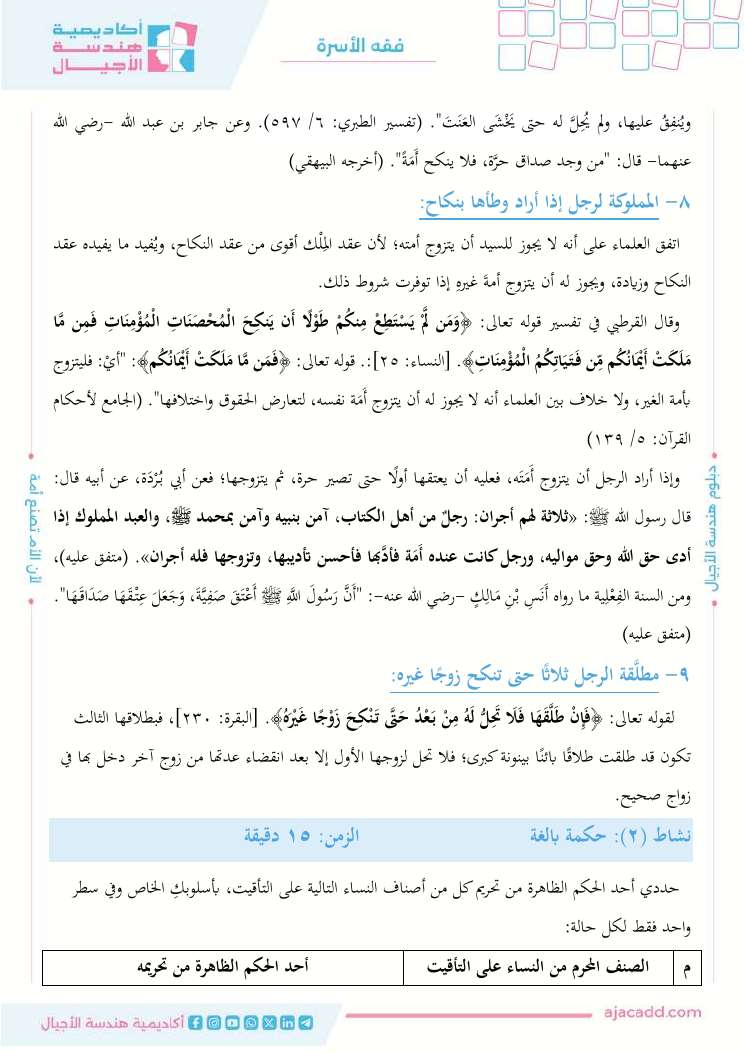 أكاديمية
هندسة
الأجيال
فقه الأسرة
ويُنفِقُ عليها، ولم يُحِلَّ له حتى يَخْشَى العَنَتَ". (تفسير الطبري: ٦/ ٥٩٧). وعن جابر بن عبد الله –رضي الله
عنهما– قال: "من وجد صداق حرَّة، فلا ينكح أَمَةً". (أخرجه البيهقي)
٨– المملوكة لرجل إذا أراد وطأها بنكاح:
اتفق العلماء على أنه لا يجوز للسيد أن يتزوج أمته؛ لأن عقد المِلْك أقوى من عقد النكاح، ويُفيد ما يفيده عقد
النكاح وزيادة، ويجوز له أن يتزوج أمةَ غيرهِ إذا توفرت شروط ذلك.
وقال القرطبي في تفسير قوله تعالى: ﴿وَمَن لَّمْ يَسْتَطِعْ مِنكُمْ طَوْلًا أَن يَنكِحَ الْمُحْصَنَاتِ الْمُؤْمِنَاتِ فَمِن مَّا
مَلَكَتْ أَيْمَانُكُم مِّن فَتَيَاتِكُمُ الْمُؤْمِنَاتِ﴾. [النساء: ٢٥]:. قوله تعالى: ﴿فَمَن مَّا مَلَكَتْ أَيْمَانُكُم﴾: "أيْ: فليتزوج
بأمة الغير، ولا خلاف بين العلماء أنه لا يجوز له أن يتزوج أَمَة نفسه، لتعارض الحقوق واختلافها". (الجامع لأحكام
القرآن: ٥/ ١٣٩)
وإذا أراد الرجل أن يتزوج أَمَتَه، فعليه أن يعتقها أولًا حتى تصير حرة، ثم يتزوجها؛ فعن أبي بُرْدَة، عن أبيه قال:
قال رسول الله ﷺ: «ثلاثة لهم أجران: رجلٌ من أهل الكتاب، آمن بنبيه وآمن بمحمد ﷺ، والعبد المملوك إذا
أدى حق الله وحق مواليه، ورجل كانت عنده أَمَة فأدَّبها فأحسن تأديبها، وتزوجها فله أجران». (متفق عليه)،
ومن السنة الفِعْلِية ما رواه أَنَس بْنِ مَالِكٍ –رضي الله عنه–: "أَنَّ رَسُولَ اللَّهِ ﷺ أَعْتَقَ صَفِيَّةَ، وَجَعَلَ عِتْقَهَا صَدَاقَهَا".
(متفق عليه)
٩– مطلَّقة الرجل ثلاثًا حتى تنكح زوجًا غيره:
لقوله تعالى: ﴿فَإِنْ طَلَّقَهَا فَلَا تَحِلُّ لَهُ مِنْ بَعْدُ حَتَّى تَنْكِحَ زَوْجًا غَيْرَهُ﴾. [البقرة: ٢٣٠]، فبطلاقها الثالث
تكون قد طلقت طلاقًا بائنًا بينونة كبرى؛ فلا تحل لزوجها الأول إلا بعد انقضاء عدتها من زوج آخر دخل بها في
زواج صحيح.
نشاط (٢): حكمة بالغة الزمن: ١٥ دقيقة
حددي أحد الحكم الظاهرة من تحريم كل من أصناف النساء التالية على التأقيت، بأسلوبكِ الخاص وفي سطر
واحد فقط لكل حالة:
م الصنف المحرم من النساء على التأقيت أحد الحكم الظاهرة من تحريمه
دبلوم هندسة الأجيال
لأن الأم تصنع أمة
ajacadd.com
أكاديمية هندسة الأجيال